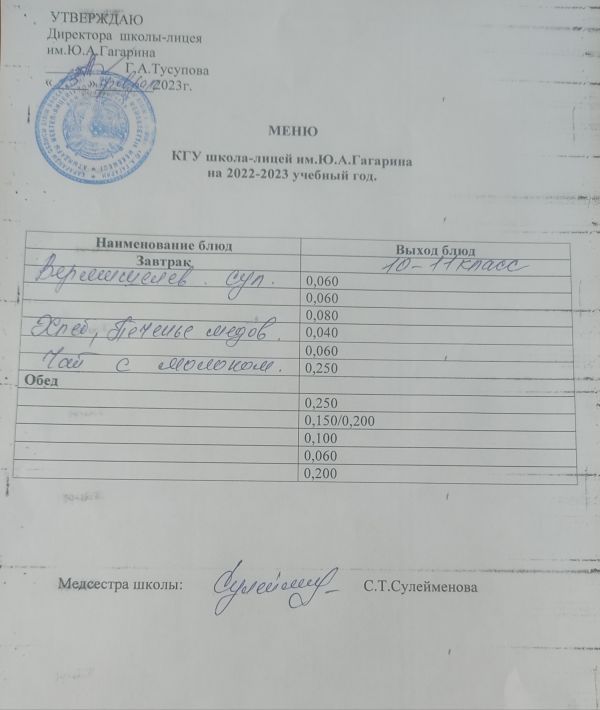 УТВЕРЖДАЮ
Директора школы-лицея
им.Ю.А.Гагарина
Г.А.Тусупова
« » 2023г.
МЕНЮ
КГУ школа-лицей им.Ю.А.Гагарина
на 2022-2023 учебный год.
Наименование блюд Выход блюд
Завтрак 10-11 класс
Вермишелев. суп. 0,060
0,060
0,080
Хлеб, Печенье медов. 0,040
0,060
Чай с молоком. 0,250
Обед
0,250
0,150/0,200
0,100
0,060
0,200
Медсестра школы: С.Т.Сулейменова